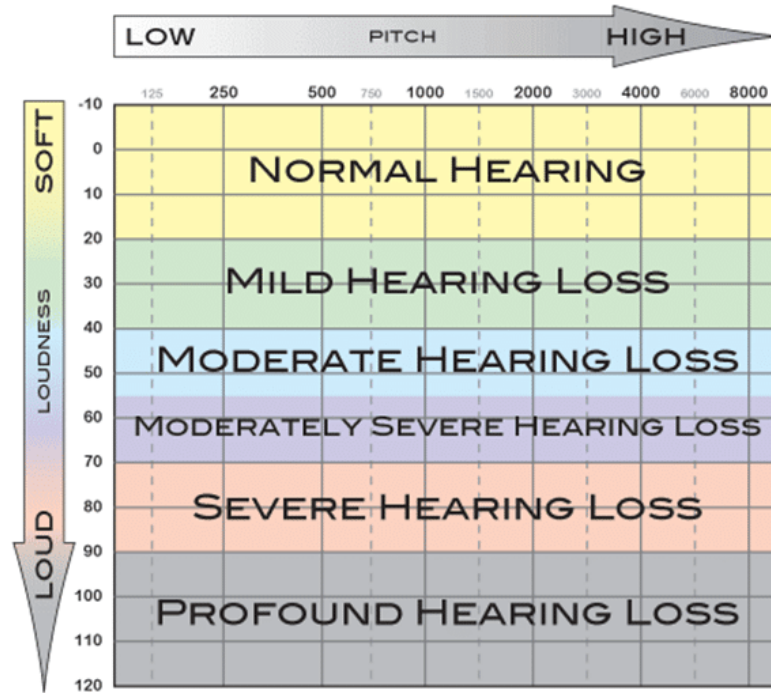 LOW PITCH HIGH
125 250 500 750 1000 1500 2000 3000 4000 6000 8000
SOFT
LOUDNESS
LOUD
-10
0
NORMAL HEARING
10
20
MILD HEARING LOSS
30
40
MODERATE HEARING LOSS
50
60
MODERATELY SEVERE HEARING LOSS
70
80
SEVERE HEARING LOSS
90
100
PROFOUND HEARING LOSS
110
120